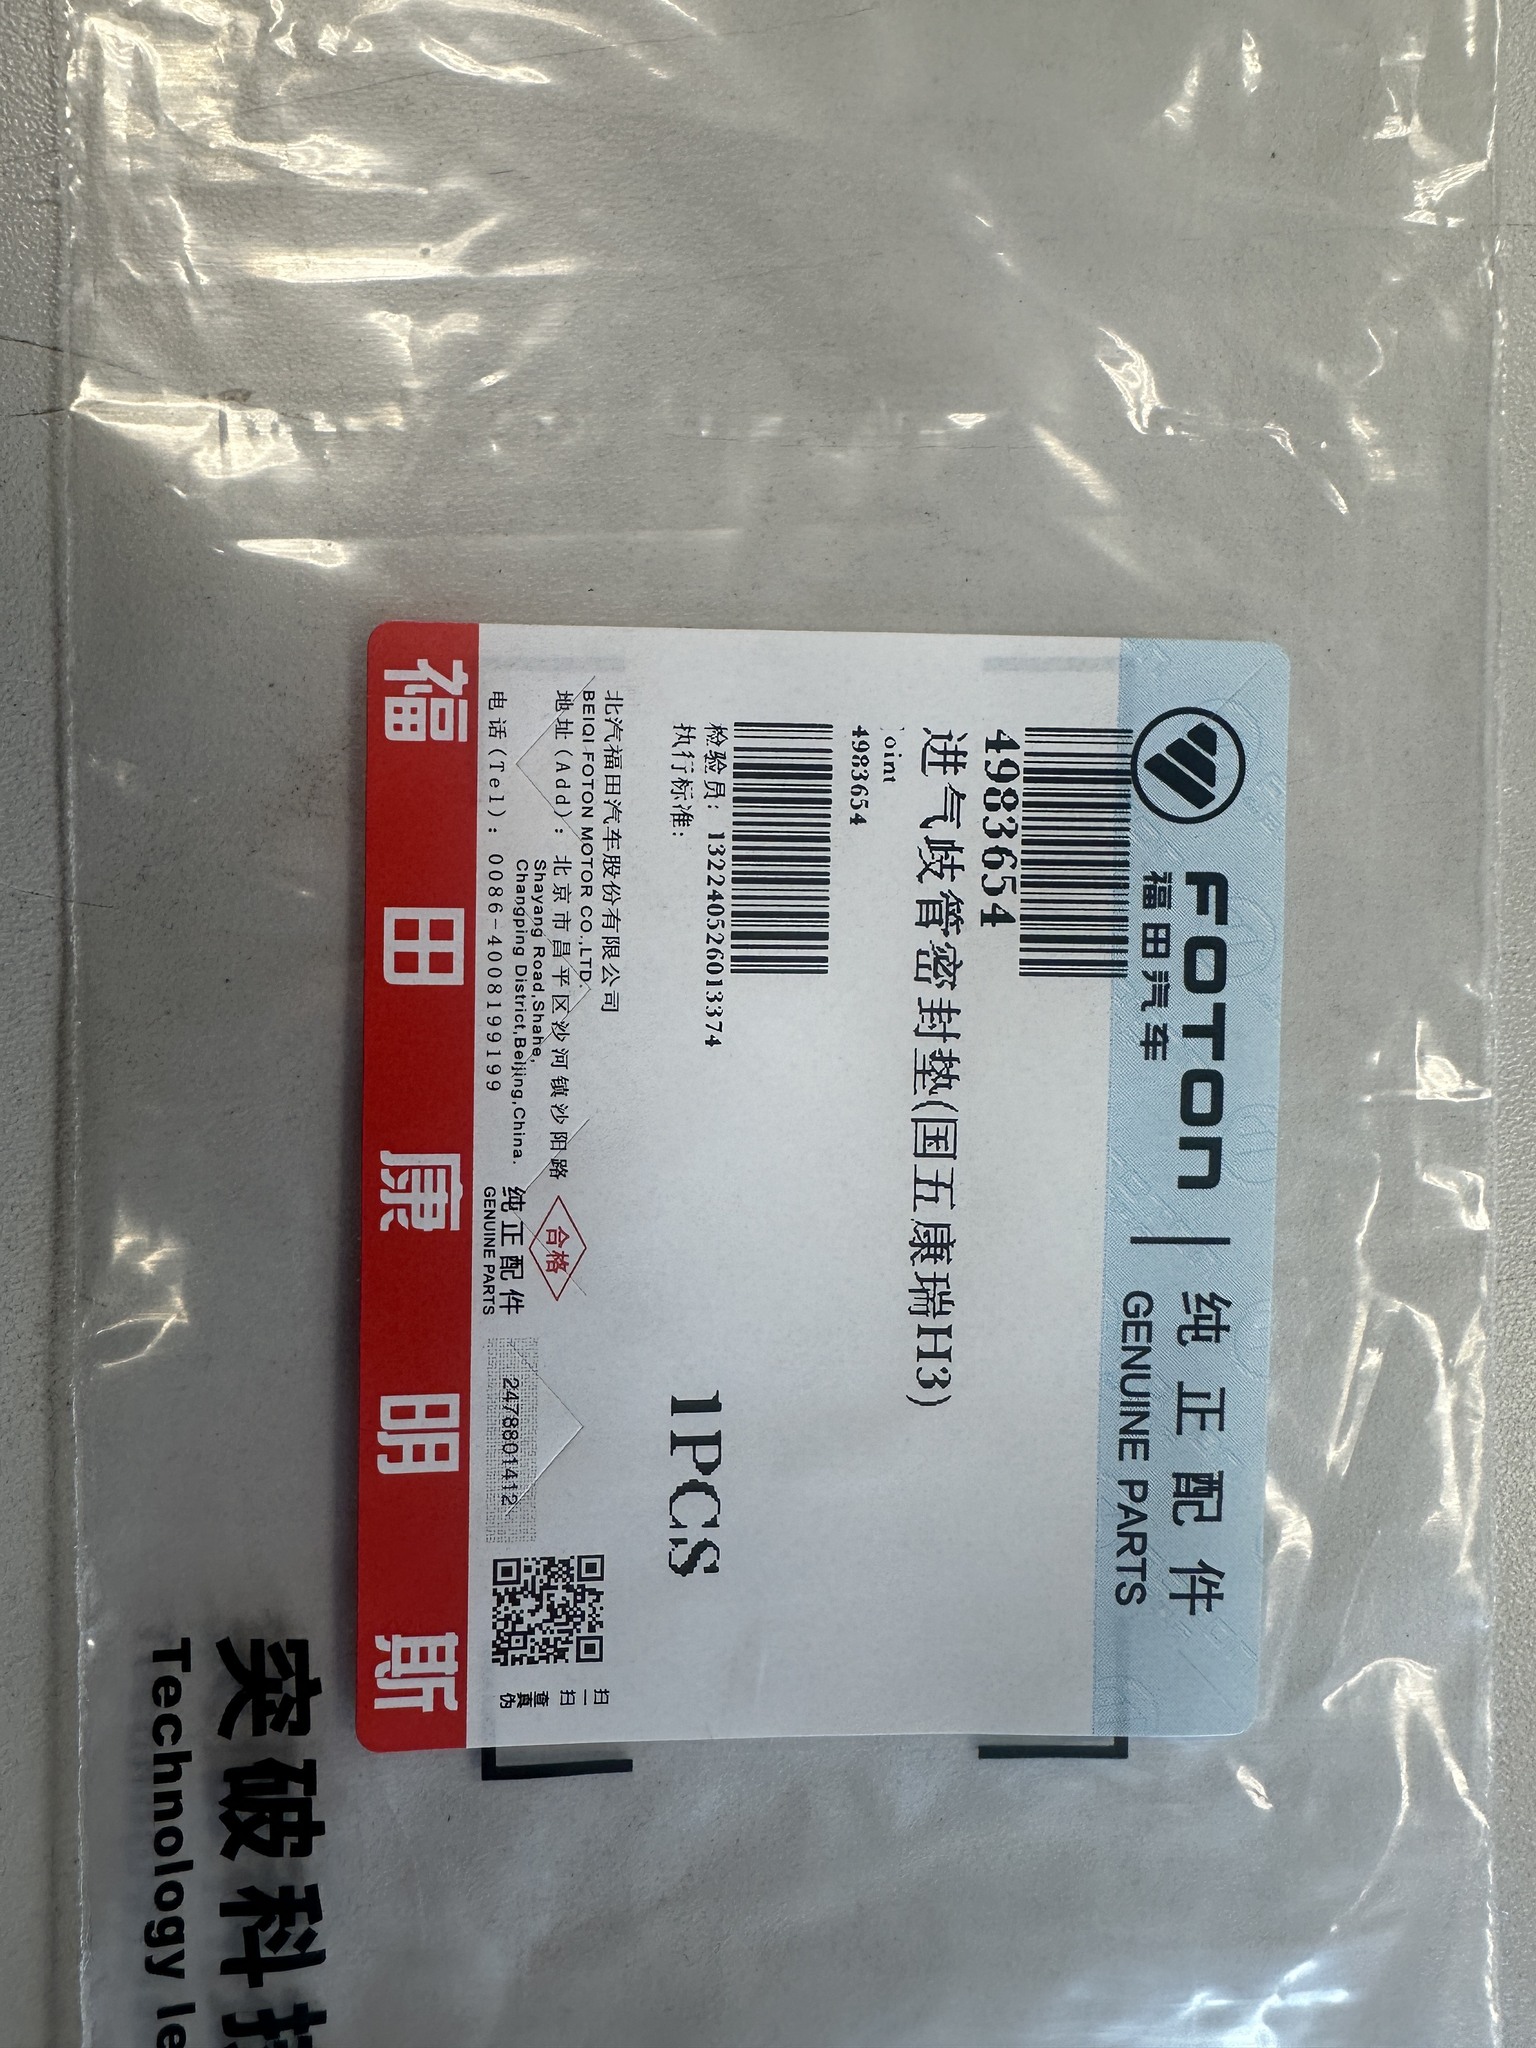 FOTON
福田汽车
纯正配件
GENUINE PARTS
4983654
进气歧管密封垫(国五康瑞H3)
oint
4983654
检验员: 1322405260133​74
执行标准:
1PCS
北汽福田汽车股份有限公司
BEIQI FOTON MOTOR CO.,LTD.
地址(Add): 北京市昌平区沙河镇沙阳路
Shayang Road,Shahe,
Changping District,Beijing,China.
电话(Tel): 0086-4008199199
合格
纯正配件
GENUINE PARTS
2478801412
扫一扫
查真伪
福田康明斯
突破科技
Technology le